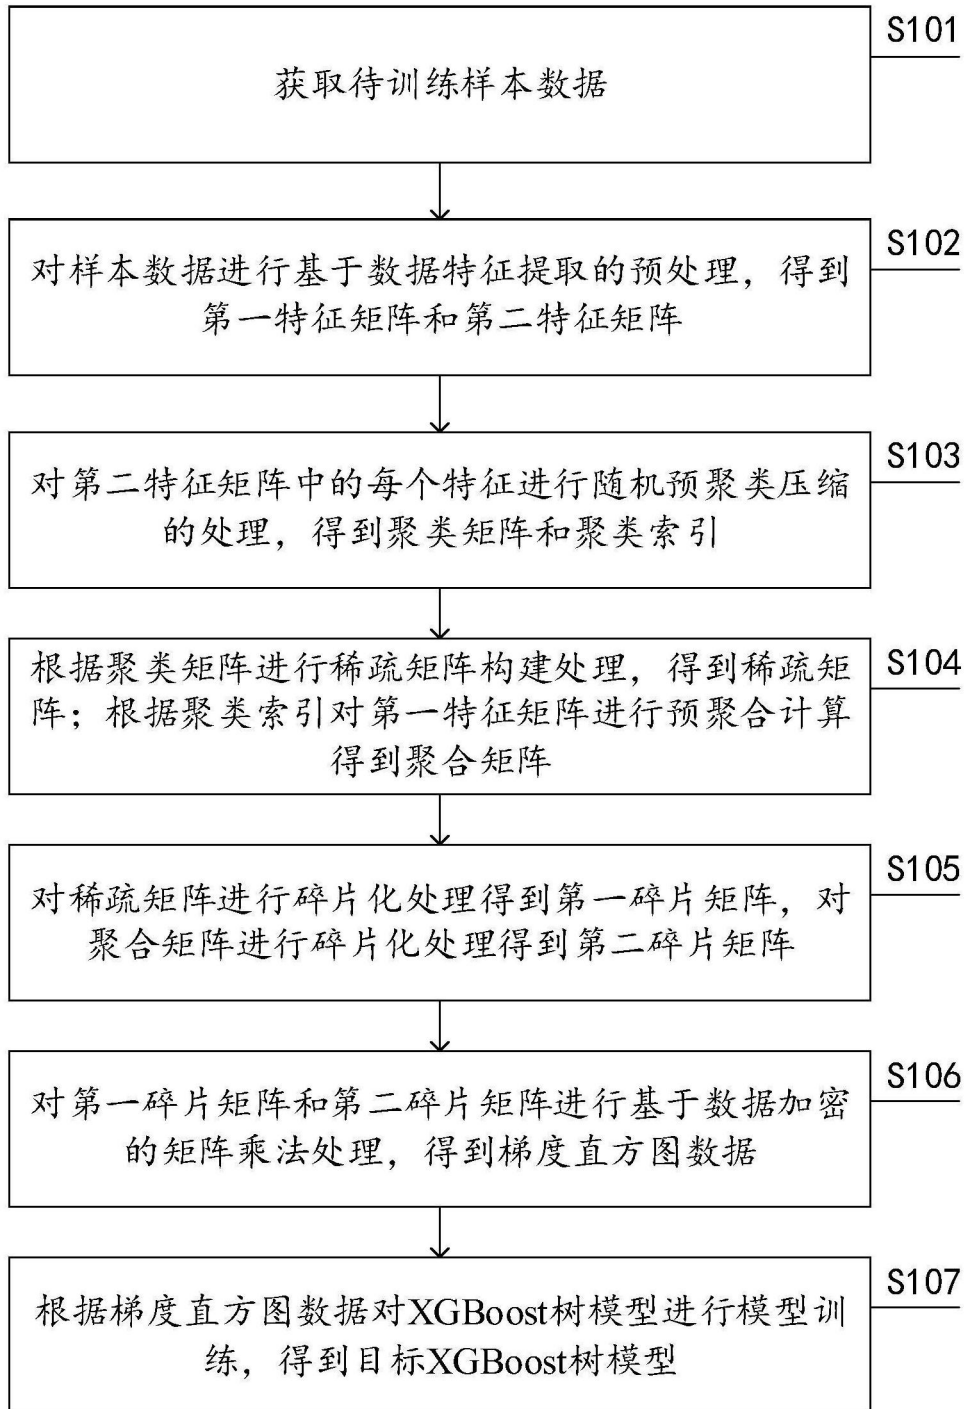 S101
获取待训练样本数据
S102
对样本数据进行基于数据特征提取的预处理，得到
第一特征矩阵和第二特征矩阵
S103
对第二特征矩阵中的每个特征进行随机预聚类压缩
的处理，得到聚类矩阵和聚类索引
S104
根据聚类矩阵进行稀疏矩阵构建处理，得到稀疏矩
阵；根据聚类索引对第一特征矩阵进行预聚合计算
得到聚合矩阵
S105
对稀疏矩阵进行碎片化处理得到第一碎片矩阵，对
聚合矩阵进行碎片化处理得到第二碎片矩阵
S106
对第一碎片矩阵和第二碎片矩阵进行基于数据加密
的矩阵乘法处理，得到梯度直方图数据
S107
根据梯度直方图数据对XGBoost树模型进行模型训
练，得到目标XGBoost树模型